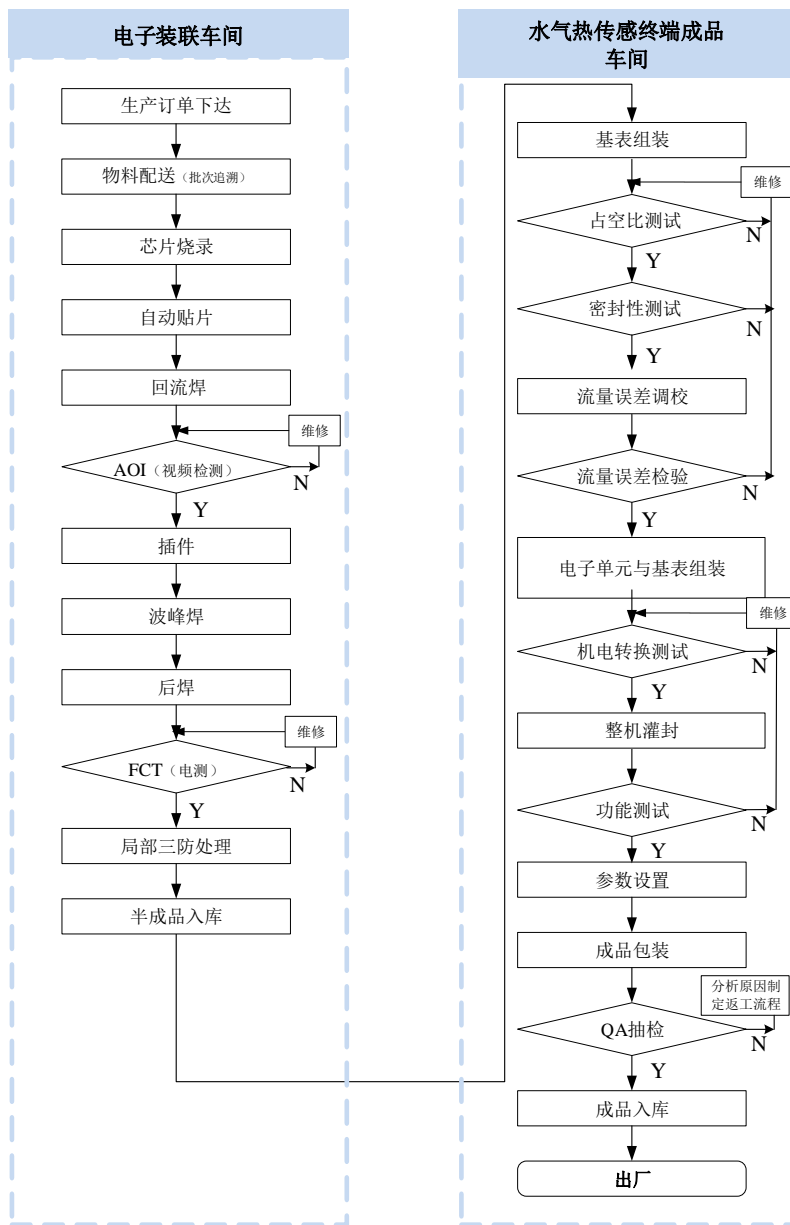 电子装联车间
生产订单下达
物料配送（批次追溯）
芯片烧录
自动贴片
回流焊
维修
AOI（视频检测）
N
Y
插件
波峰焊
后焊
维修
FCT（电测）
N
Y
局部三防处理
半成品入库
水气热传感终端成品
车间
基表组装
维修
占空比测试
N
Y
密封性测试
N
Y
流量误差调校
流量误差检验
N
Y
电子单元与基表组装
维修
机电转换测试
N
Y
整机灌封
功能测试
N
Y
参数设置
成品包装
分析原因制
定返工流程
QA抽检
N
Y
成品入库
出厂